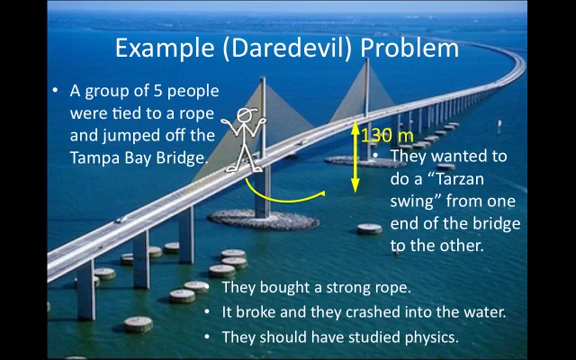 Example (Daredevil) Problem
• A group of 5 people
were tied to a rope
and jumped off the
Tampa Bay Bridge.
130 m
• They wanted to
do a “Tarzan
swing” from one
end of the bridge
to the other.
• They bought a strong rope.
• It broke and they crashed into the water.
• They should have studied physics.